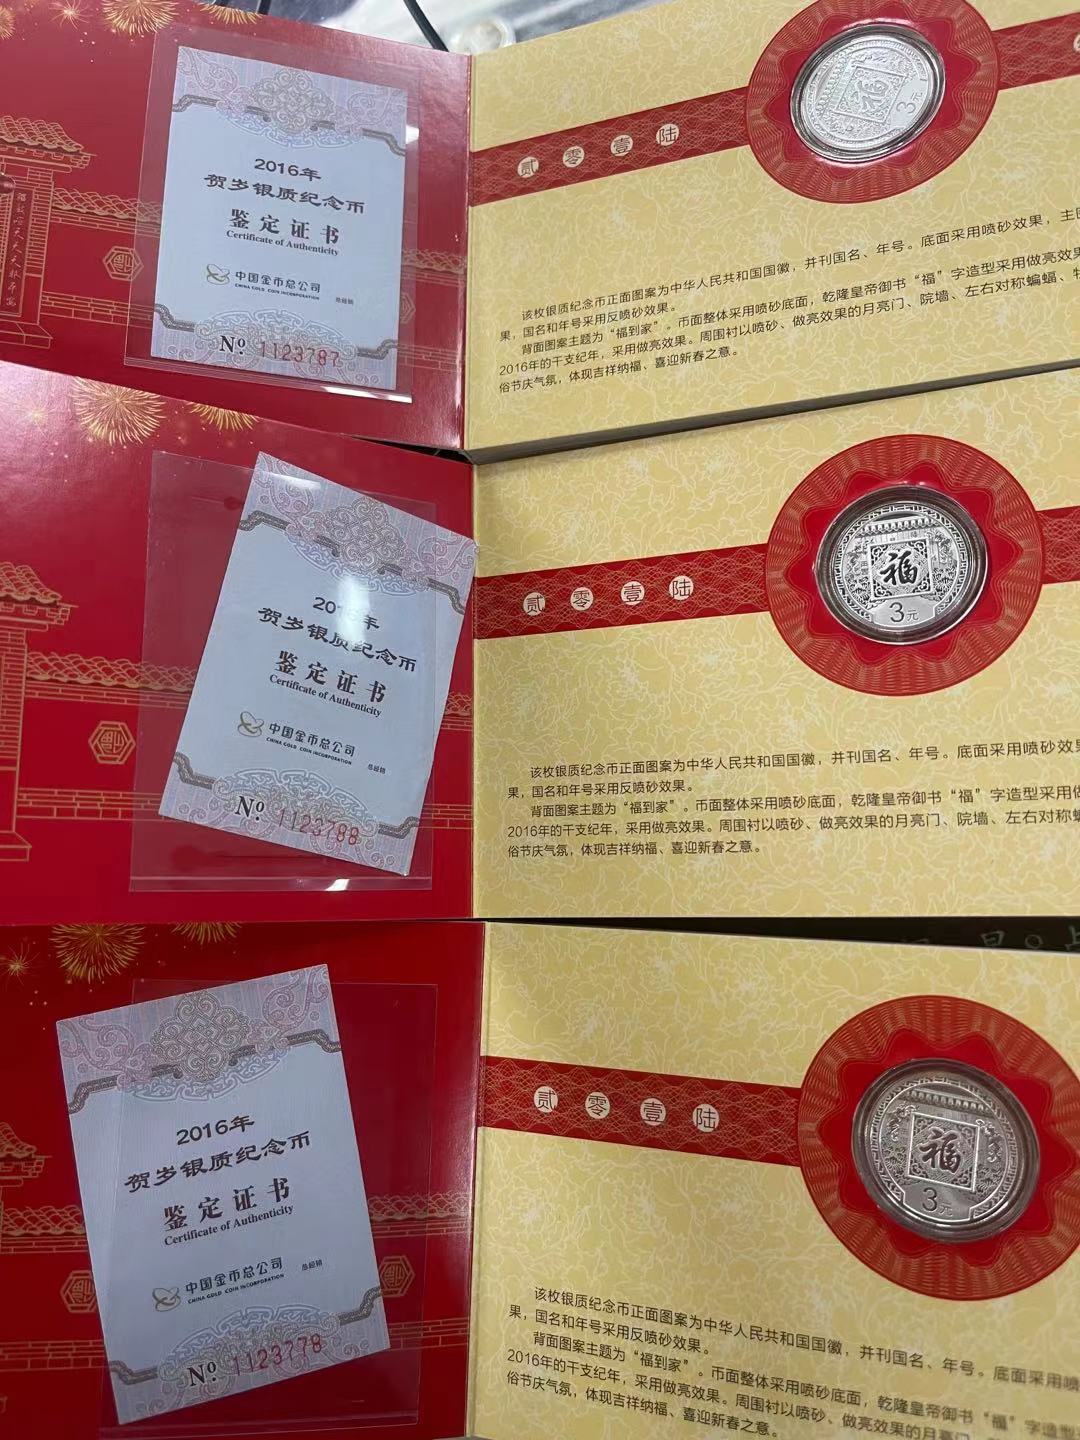 2016年
贺岁银质纪念币
鉴定证书
Certificate of Authenticity
中国金币总公司
CHINA GOLD COIN INCORPORATION
总经销
No. 1123787
贰零壹陆
福
3元
该枚银质纪念币正面图案为中华人民共和国国徽，并刊国名、年号。底面采用喷砂效果，主
果，国名和年号采用反喷砂效果。
背面图案主题为“福到家”。币面整体采用喷砂底面，乾隆皇帝御书“福”字造型采用做亮效
2016年的干支纪年，采用做亮效果。周围衬以喷砂、做亮效果的月亮门、院墙、左右对称蝙蝠、
俗节庆气氛，体现吉祥纳福、喜迎新春之意。
年
贺岁银质纪念币
鉴定证书
Certificate of Authenticity
中国金币总公司
CHINA GOLD COIN INCORPORATION
总经销
No. 1123788
贰零壹陆
福
3元
该枚银质纪念币正面图案为中华人民共和国国徽，并刊国名、年号。底面采用喷砂效
果，国名和年号采用反喷砂效果。
背面图案主题为“福到家”。币面整体采用喷砂底面，乾隆皇帝御书“福”字造型采用
2016年的干支纪年，采用做亮效果。周围衬以喷砂、做亮效果的月亮门、院墙、左右对称
俗节庆气氛，体现吉祥纳福、喜迎新春之意。
2016年
贺岁银质纪念币
鉴定证书
Certificate of Authenticity
中国金币总公司
CHINA GOLD COIN INCORPORATION
总经销
No. 1123778
贰零壹陆
福
3元
该枚银质纪念币正面图案为中华人民共和国国徽，并刊国名、年号。底面采用
果，国名和年号采用反喷砂效果。
背面图案主题为“福到家”。币面整体采用喷砂底面，乾隆皇帝御书“福”字造
2016年的干支纪年，采用做亮效果。周围衬以喷砂、做亮效果的月亮门、
俗节庆气氛，体现吉祥纳福、喜迎新春之意。